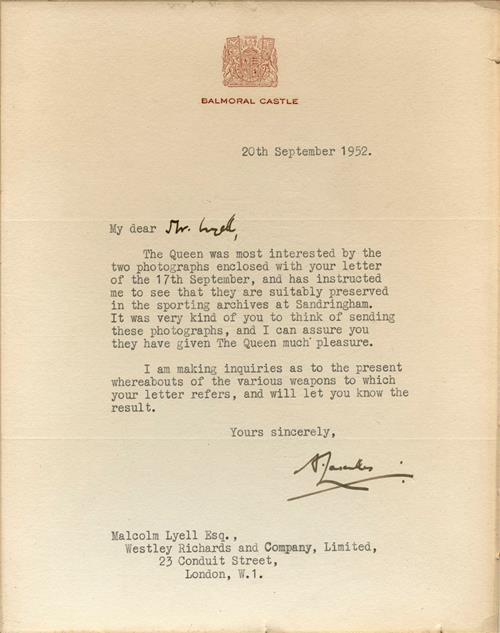 BALMORAL CASTLE
20th September 1952.
My dear Mr. Lyell,
The Queen was most interested by the
two photographs enclosed with your letter
of the 17th September, and has instructed
me to see that they are suitably preserved
in the sporting archives at Sandringham.
It was very kind of you to think of sending
these photographs, and I can assure you
they have given The Queen much pleasure.
I am making inquiries as to the present
whereabouts of the various weapons to which
your letter refers, and will let you know the
result.
Yours sincerely,
A. Lascelles
Malcolm Lyell Esq.,
Westley Richards and Company, Limited,
23 Conduit Street,
London, W.1.